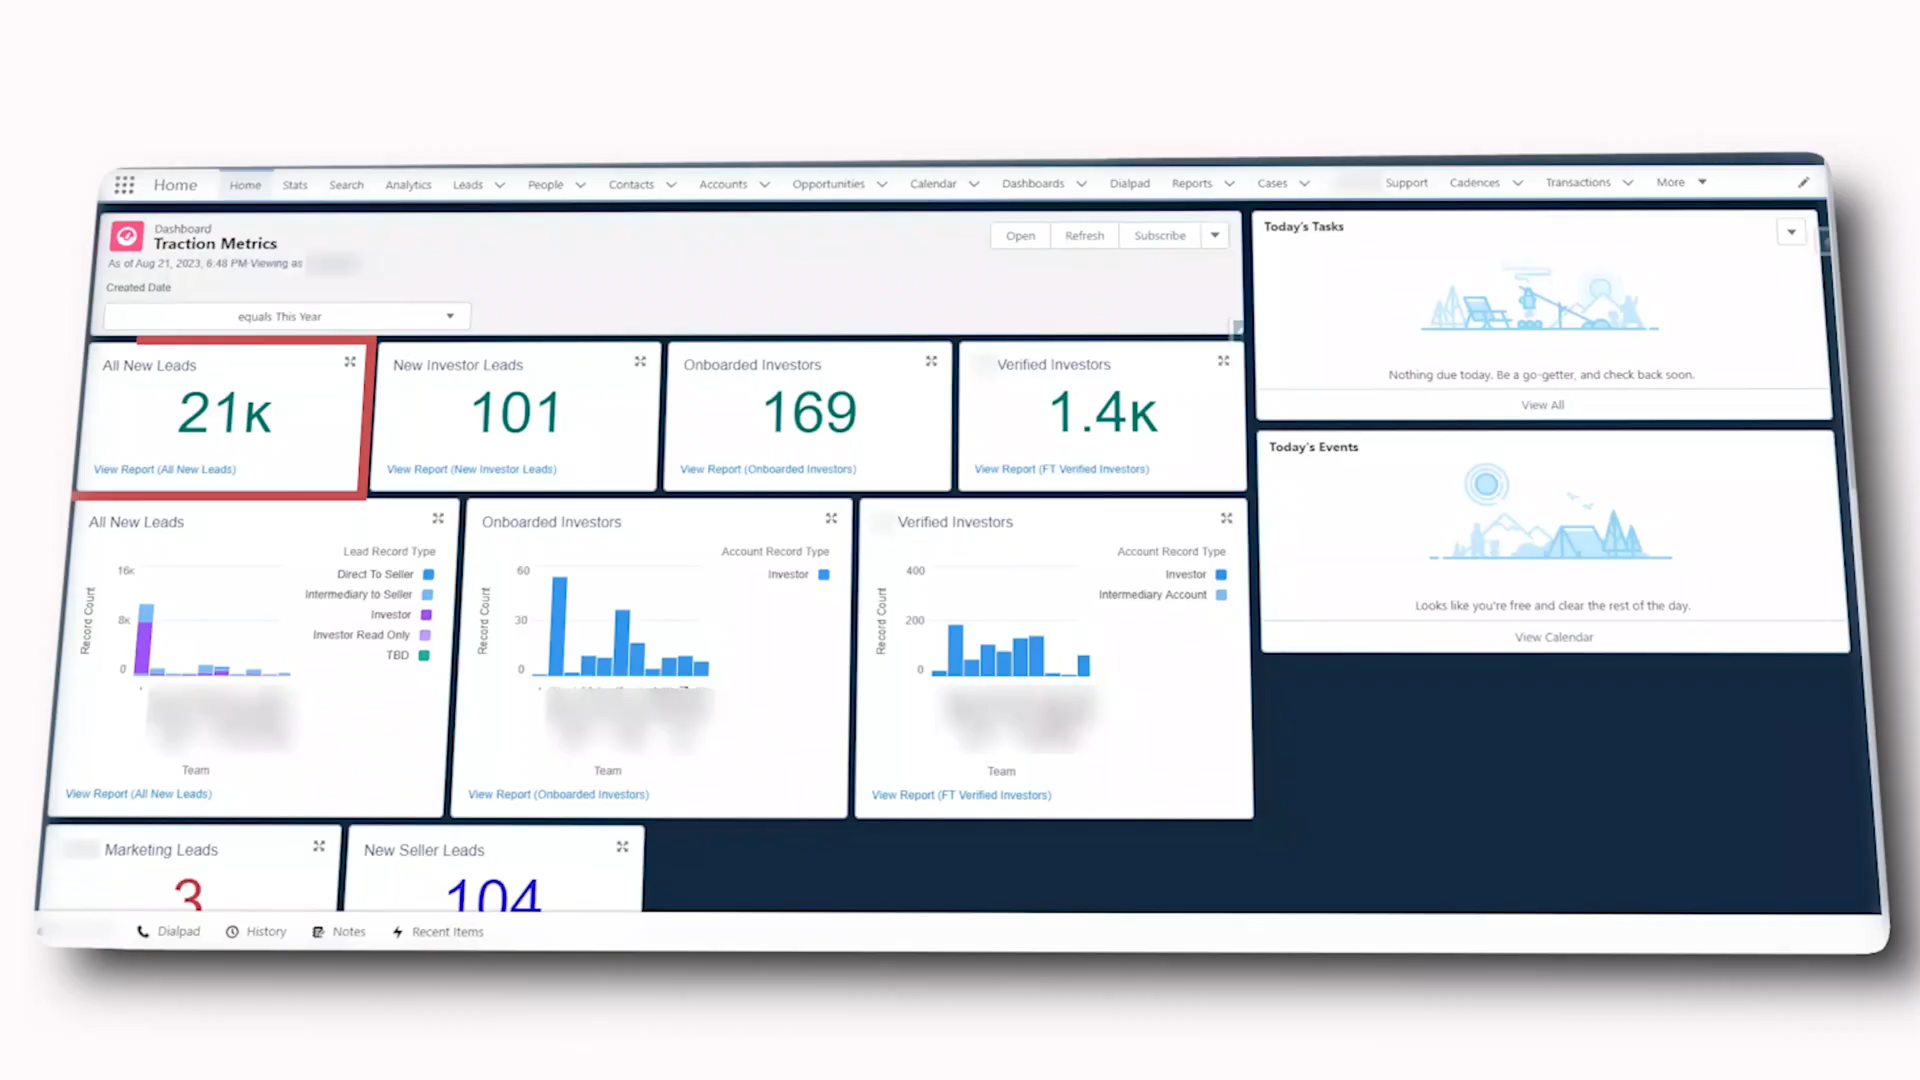 Home
Home Stats Search Analytics Leads People Contacts Accounts Opportunities Calendar Dashboards Dialpad Reports Cases Support Cadences Transactions More
Dashboard
Traction Metrics
As of Aug 21, 2023, 6:48 PM·Viewing as
Open Refresh Subscribe
Created Date
equals This Year
All New Leads
21K
View Report (All New Leads)
New Investor Leads
101
View Report (New Investor Leads)
Onboarded Investors
169
View Report (Onboarded Investors)
Verified Investors
1.4K
View Report (FT Verified Investors)
All New Leads
Lead Record Type
Direct To Seller
Intermediary to Seller
Investor
Investor Read Only
TBD
Record Count
16K
8K
0
Team
View Report (All New Leads)
Onboarded Investors
Account Record Type
Investor
Record Count
60
30
0
Team
View Report (Onboarded Investors)
Verified Investors
Account Record Type
Investor
Intermediary Account
Record Count
400
200
0
Team
View Report (FT Verified Investors)
Marketing Leads
3
New Seller Leads
104
Today's Tasks
Nothing due today. Be a go-getter, and check back soon.
View All
Today's Events
Looks like you're free and clear the rest of the day.
View Calendar
Dialpad History Notes Recent Items